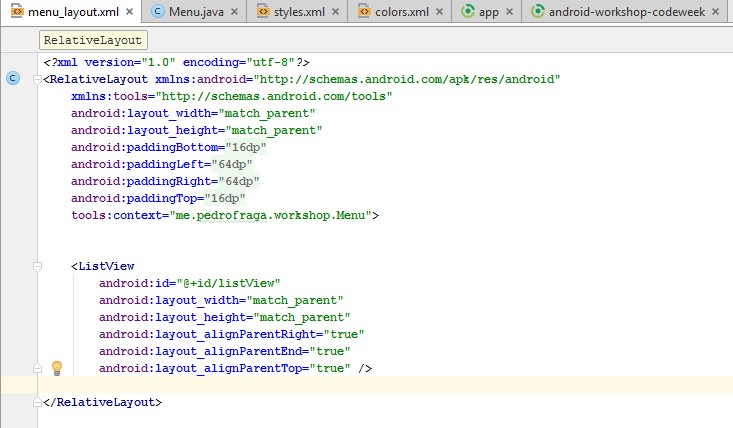 menu_layout.xml × Menu.java × styles.xml × colors.xml × app × android-workshop-codeweek ×
RelativeLayout
<?xml version="1.0" encoding="utf-8"?>
<RelativeLayout xmlns:android="http://schemas.android.com/apk/res/android"
    xmlns:tools="http://schemas.android.com/tools"
    android:layout_width="match_parent"
    android:layout_height="match_parent"
    android:paddingBottom="16dp"
    android:paddingLeft="64dp"
    android:paddingRight="64dp"
    android:paddingTop="16dp"
    tools:context="me.pedrofraga.workshop.Menu">
    <ListView
        android:id="@+id/listView"
        android:layout_width="match_parent"
        android:layout_height="match_parent"
        android:layout_alignParentRight="true"
        android:layout_alignParentEnd="true"
        android:layout_alignParentTop="true" />
</RelativeLayout>